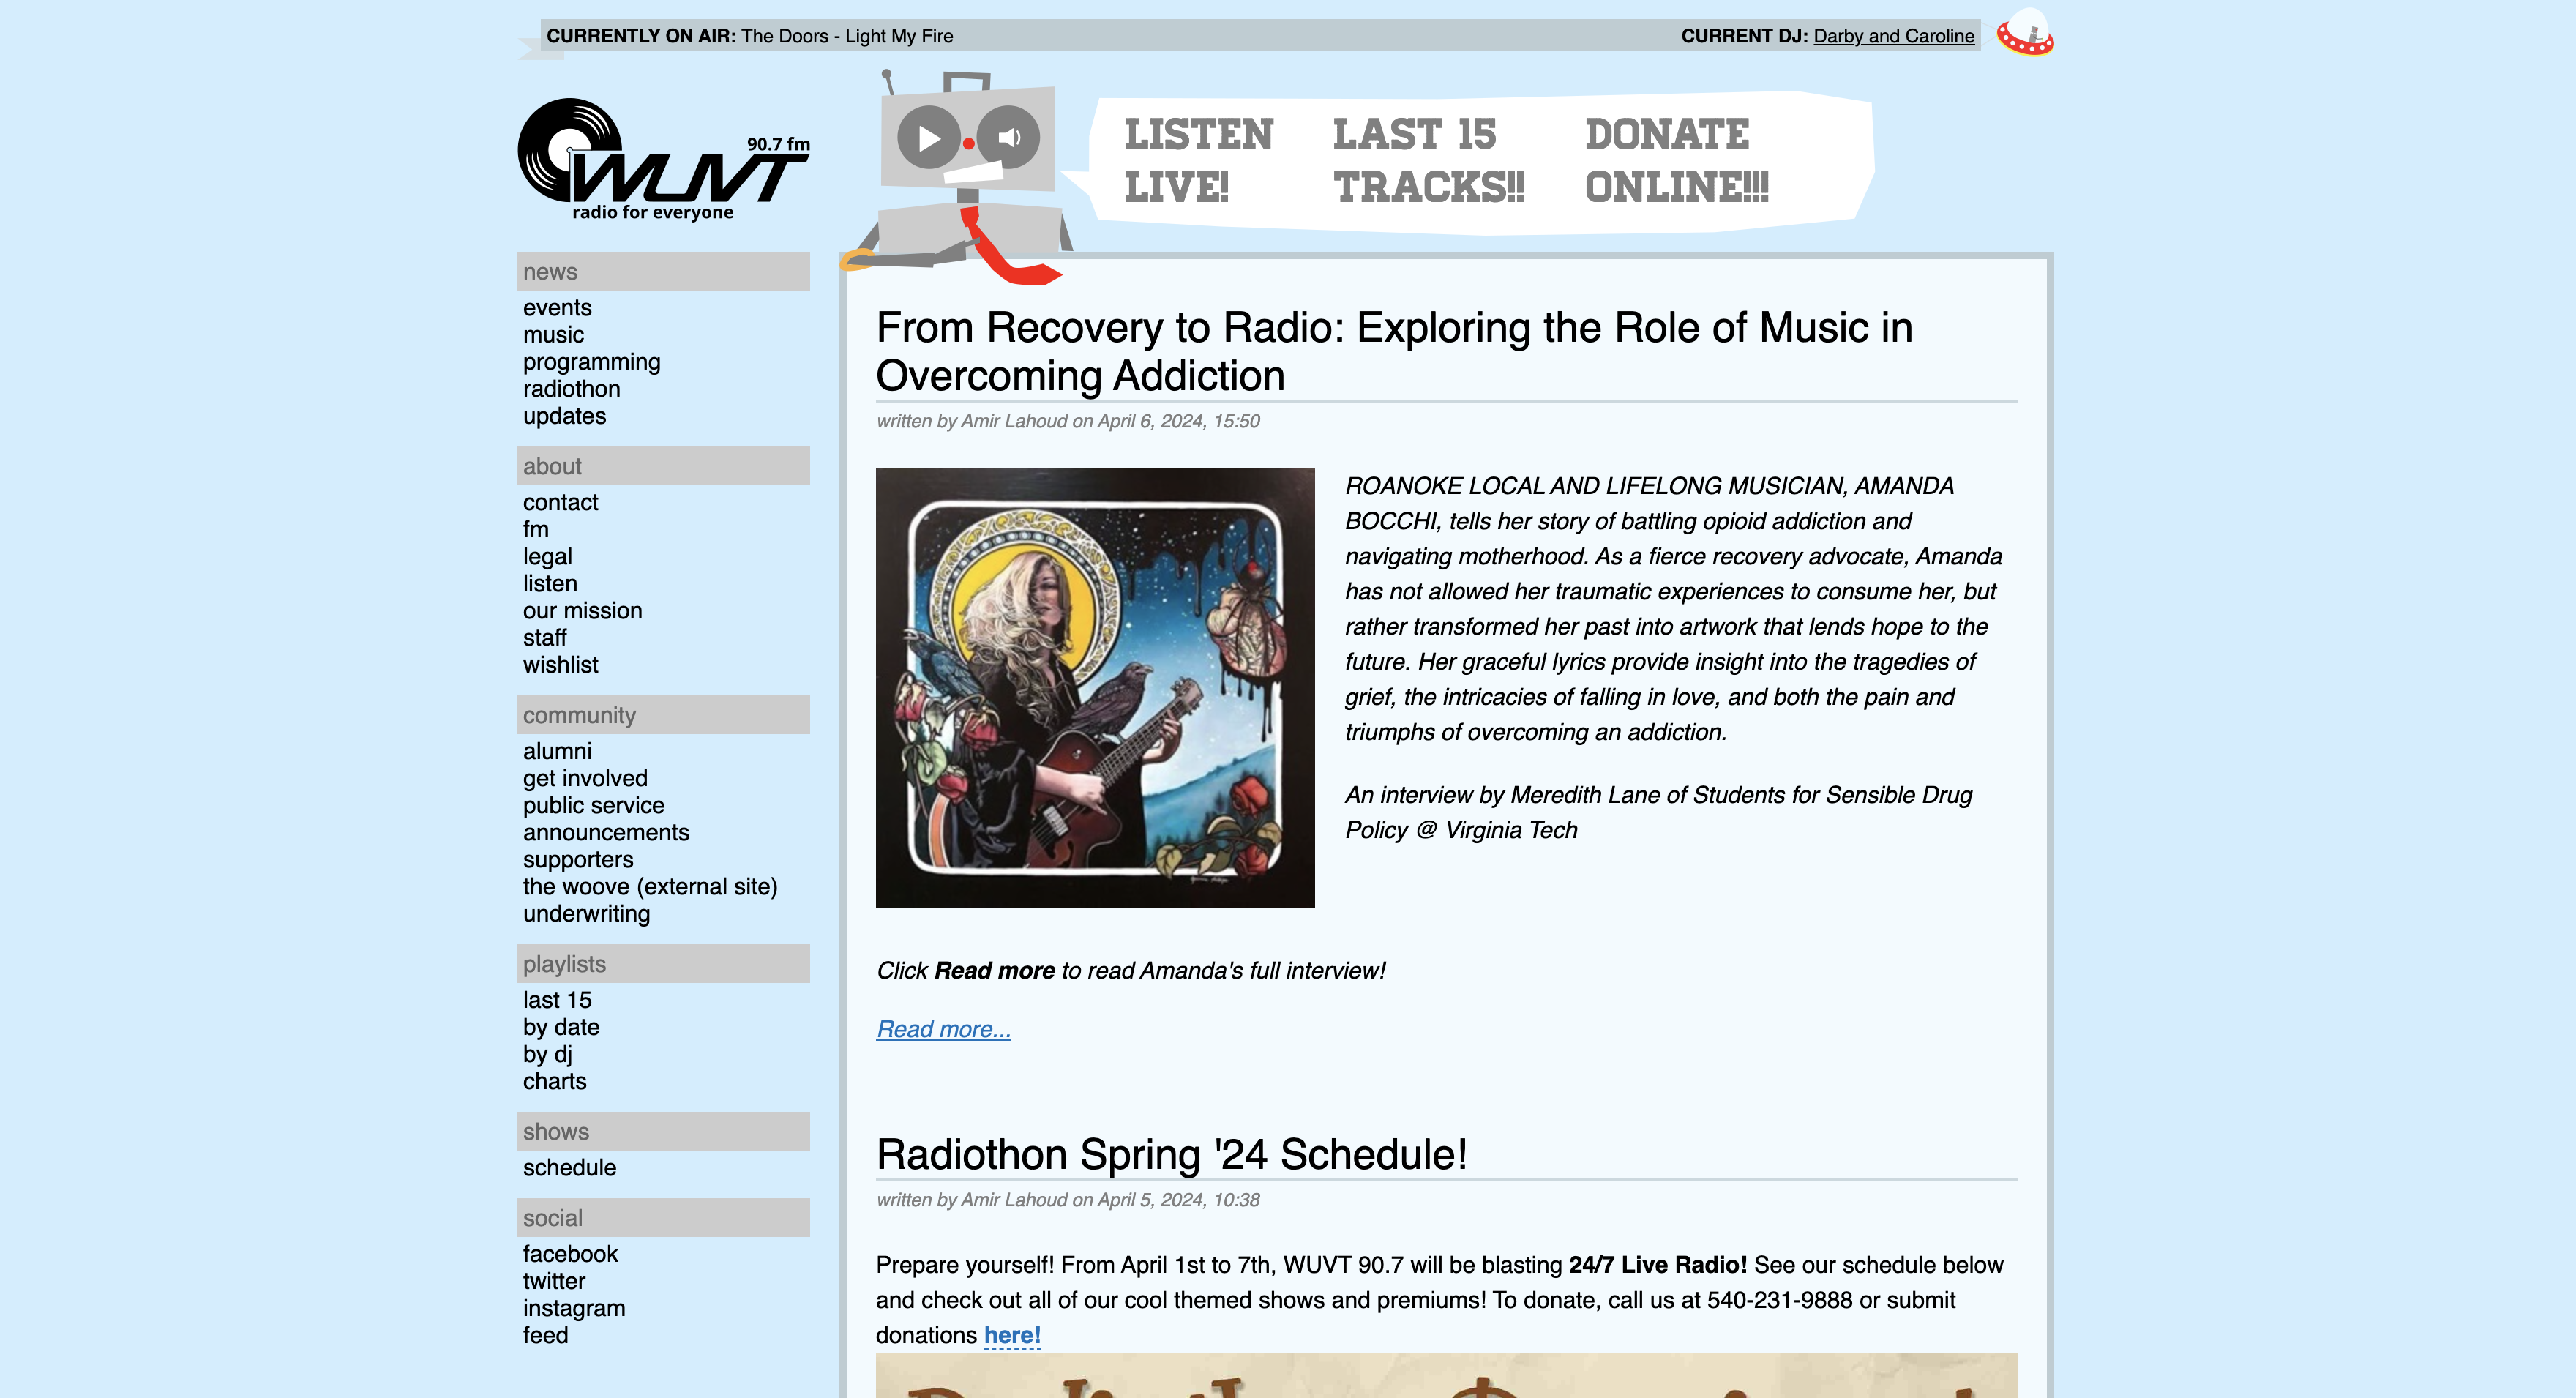 CURRENTLY ON AIR: The Doors - Light My Fire
CURRENT DJ: Darby and Caroline
90.7 fm
WUVT
radio for everyone
LISTEN
LIVE!
LAST 15
TRACKS!!
DONATE
ONLINE!!!
news
events
music
programming
radiothon
updates
about
contact
fm
legal
listen
our mission
staff
wishlist
community
alumni
get involved
public service
announcements
supporters
the woove (external site)
underwriting
playlists
last 15
by date
by dj
charts
shows
schedule
social
facebook
twitter
instagram
feed
From Recovery to Radio: Exploring the Role of Music in
Overcoming Addiction
written by Amir Lahoud on April 6, 2024, 15:50
ROANOKE LOCAL AND LIFELONG MUSICIAN, AMANDA
BOCCHI, tells her story of battling opioid addiction and
navigating motherhood. As a fierce recovery advocate, Amanda
has not allowed her traumatic experiences to consume her, but
rather transformed her past into artwork that lends hope to the
future. Her graceful lyrics provide insight into the tragedies of
grief, the intricacies of falling in love, and both the pain and
triumphs of overcoming an addiction.
An interview by Meredith Lane of Students for Sensible Drug
Policy @ Virginia Tech
Click Read more to read Amanda's full interview!
Read more...
Radiothon Spring '24 Schedule!
written by Amir Lahoud on April 5, 2024, 10:38
Prepare yourself! From April 1st to 7th, WUVT 90.7 will be blasting 24/7 Live Radio! See our schedule below
and check out all of our cool themed shows and premiums! To donate, call us at 540-231-9888 or submit
donations here!